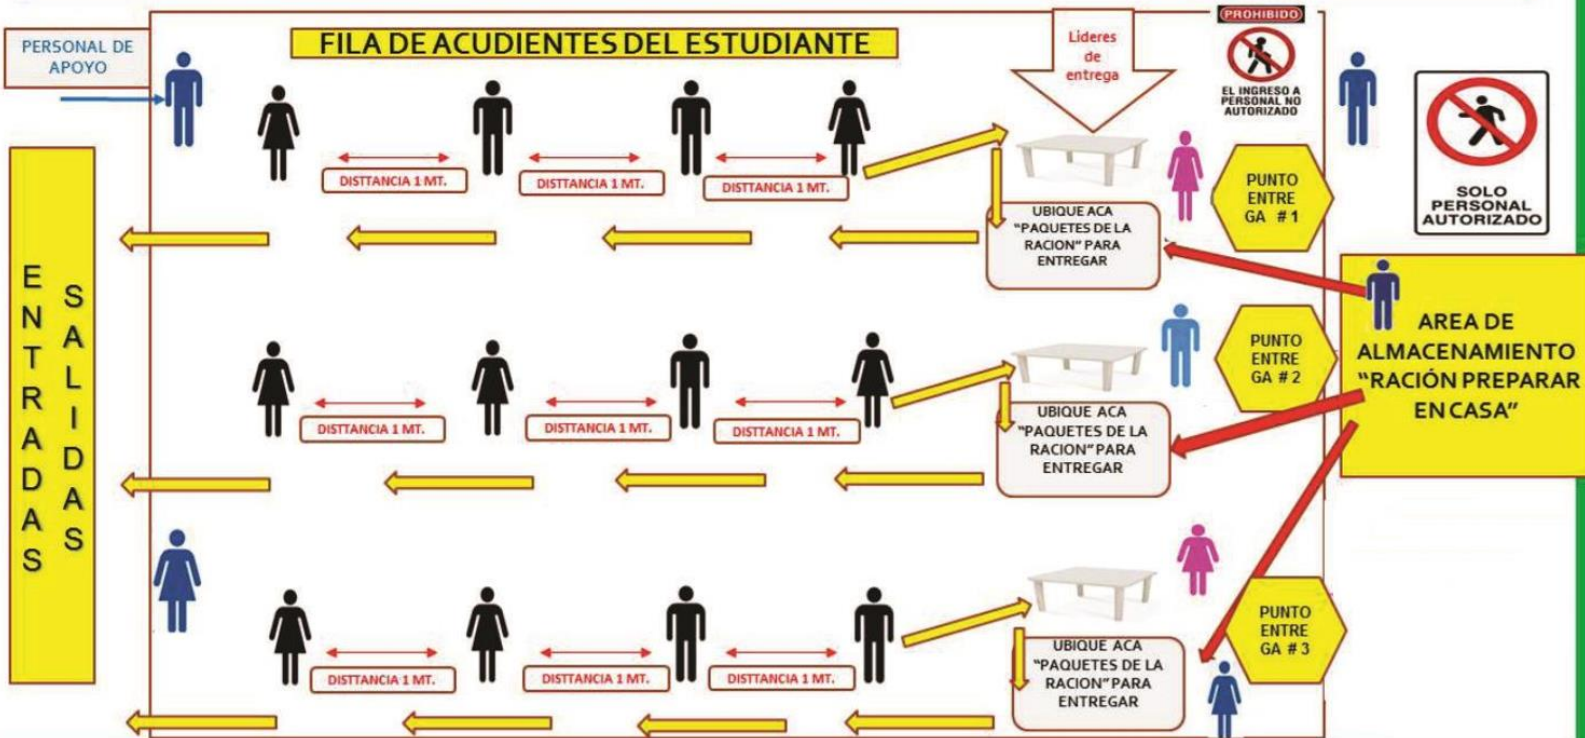 PERSONAL DE
APOYO
FILA DE ACUDIENTES DEL ESTUDIANTE
Lideres
de
entrega
PROHIBIDO
EL INGRESO A
PERSONAL NO
AUTORIZADO
SOLO
PERSONAL
AUTORIZADO
DISTTANCIA 1 MT.
DISTTANCIA 1 MT.
DISTTANCIA 1 MT.
PUNTO
ENTRE
GA # 1
UBIQUE ACA
"PAQUETES DE LA
RACION" PARA
ENTREGAR
ENTRADAS
SALIDAS
AREA DE
ALMACENAMIENTO
"RACIÓN PREPARAR
EN CASA"
PUNTO
ENTRE
GA # 2
DISTTANCIA 1 MT.
DISTTANCIA 1 MT.
DISTTANCIA 1 MT.
UBIQUE ACA
"PAQUETES DE LA
RACION" PARA
ENTREGAR
PUNTO
ENTRE
GA # 3
DISTTANCIA 1 MT.
DISTTANCIA 1 MT.
DISTTANCIA 1 MT.
UBIQUE ACA
"PAQUETES DE LA
RACION" PARA
ENTREGAR